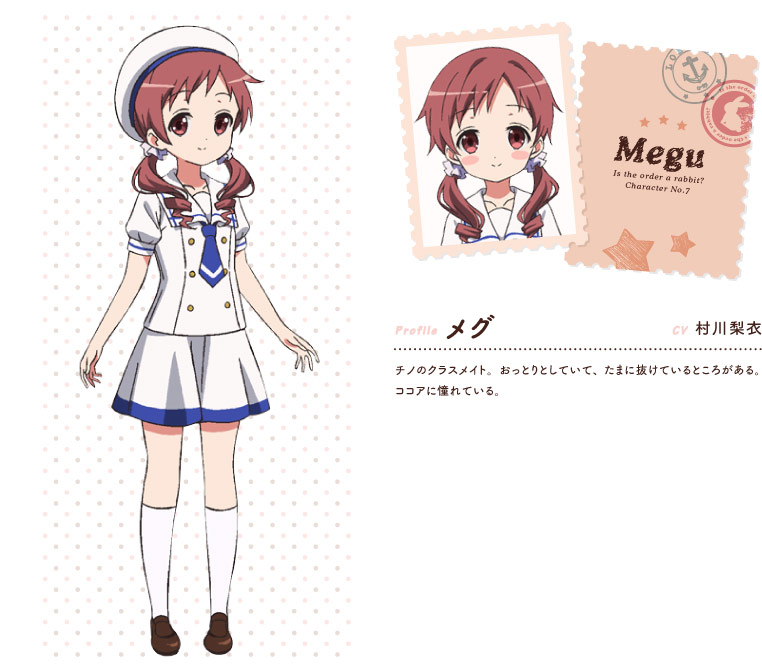 Megu
Is the order a rabbit?
Character No.7
Profile メグ
CV 村川梨衣
チノのクラスメイト。おっとりとしていて、たまに抜けているところがある。
ココアに憧れている。